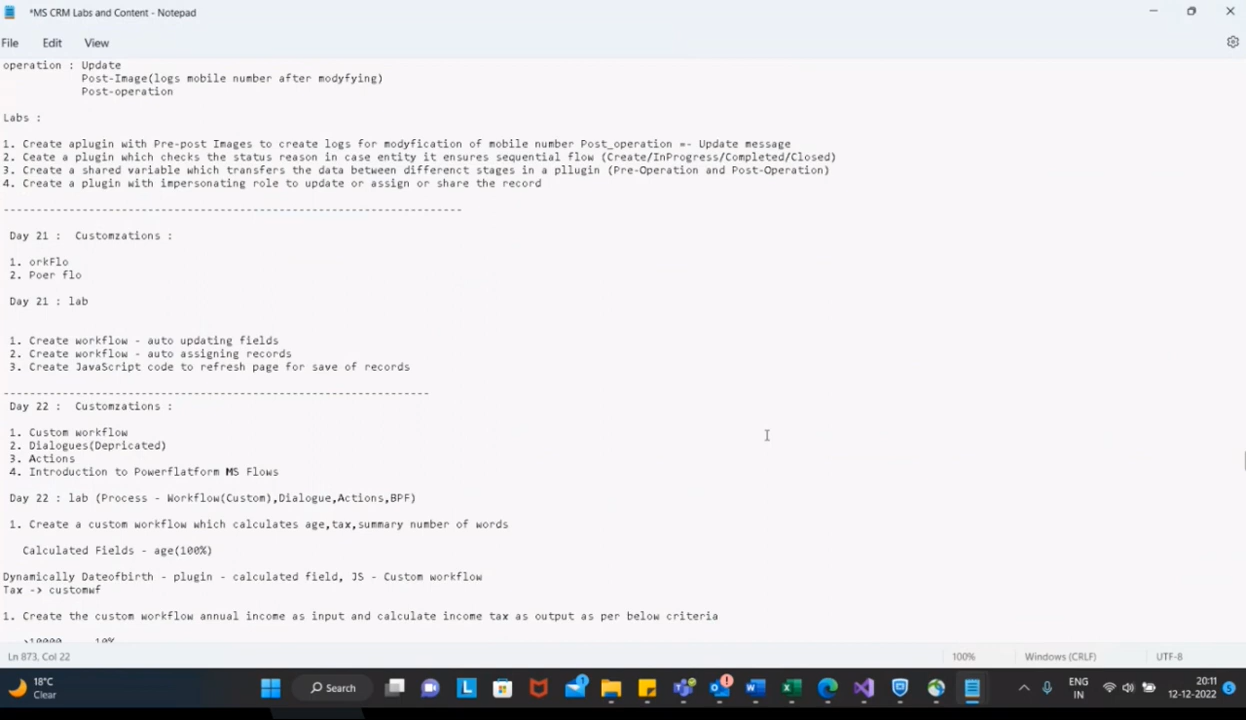 *MS CRM Labs and Content - Notepad
File Edit View
operation : Update
Post-Image(logs mobile number after modyfying)
Post-operation
Labs :
1. Create aplugin with Pre-post Images to create logs for modyfication of mobile number Post_operation =- Update message
2. Ceate a plugin which checks the status reason in case entity it ensures sequential flow (Create/InProgress/Completed/Closed)
3. Create a shared variable which transfers the data between differenct stages in a pllugin (Pre-Operation and Post-Operation)
4. Create a plugin with impersonating role to update or assign or share the record
----------------------------------------------------------------------
Day 21 : Customzations :
1. orkFlo
2. Poer flo
Day 21 : lab
1. Create workflow - auto updating fields
2. Create workflow - auto assigning records
3. Create JavaScript code to refresh page for save of records
-----------------------------------------------------------------
Day 22 : Customzations :
1. Custom workflow
2. Dialogues(Depricated)
3. Actions
4. Introduction to Powerflatform MS Flows
Day 22 : lab (Process - Workflow(Custom),Dialogue,Actions,BPF)
1. Create a custom workflow which calculates age,tax,summary number of words
Calculated Fields - age(100%)
Dynamically Dateofbirth - plugin - calculated field, JS - Custom workflow
Tax -> customwf
1. Create the custom workflow annual income as input and calculate income tax as output as per below criteria
>10000 10%
Ln 873, Col 22 100% Windows (CRLF) UTF-8
18°C
Clear
Search
ENG
IN
20:11
12-12-2022
5